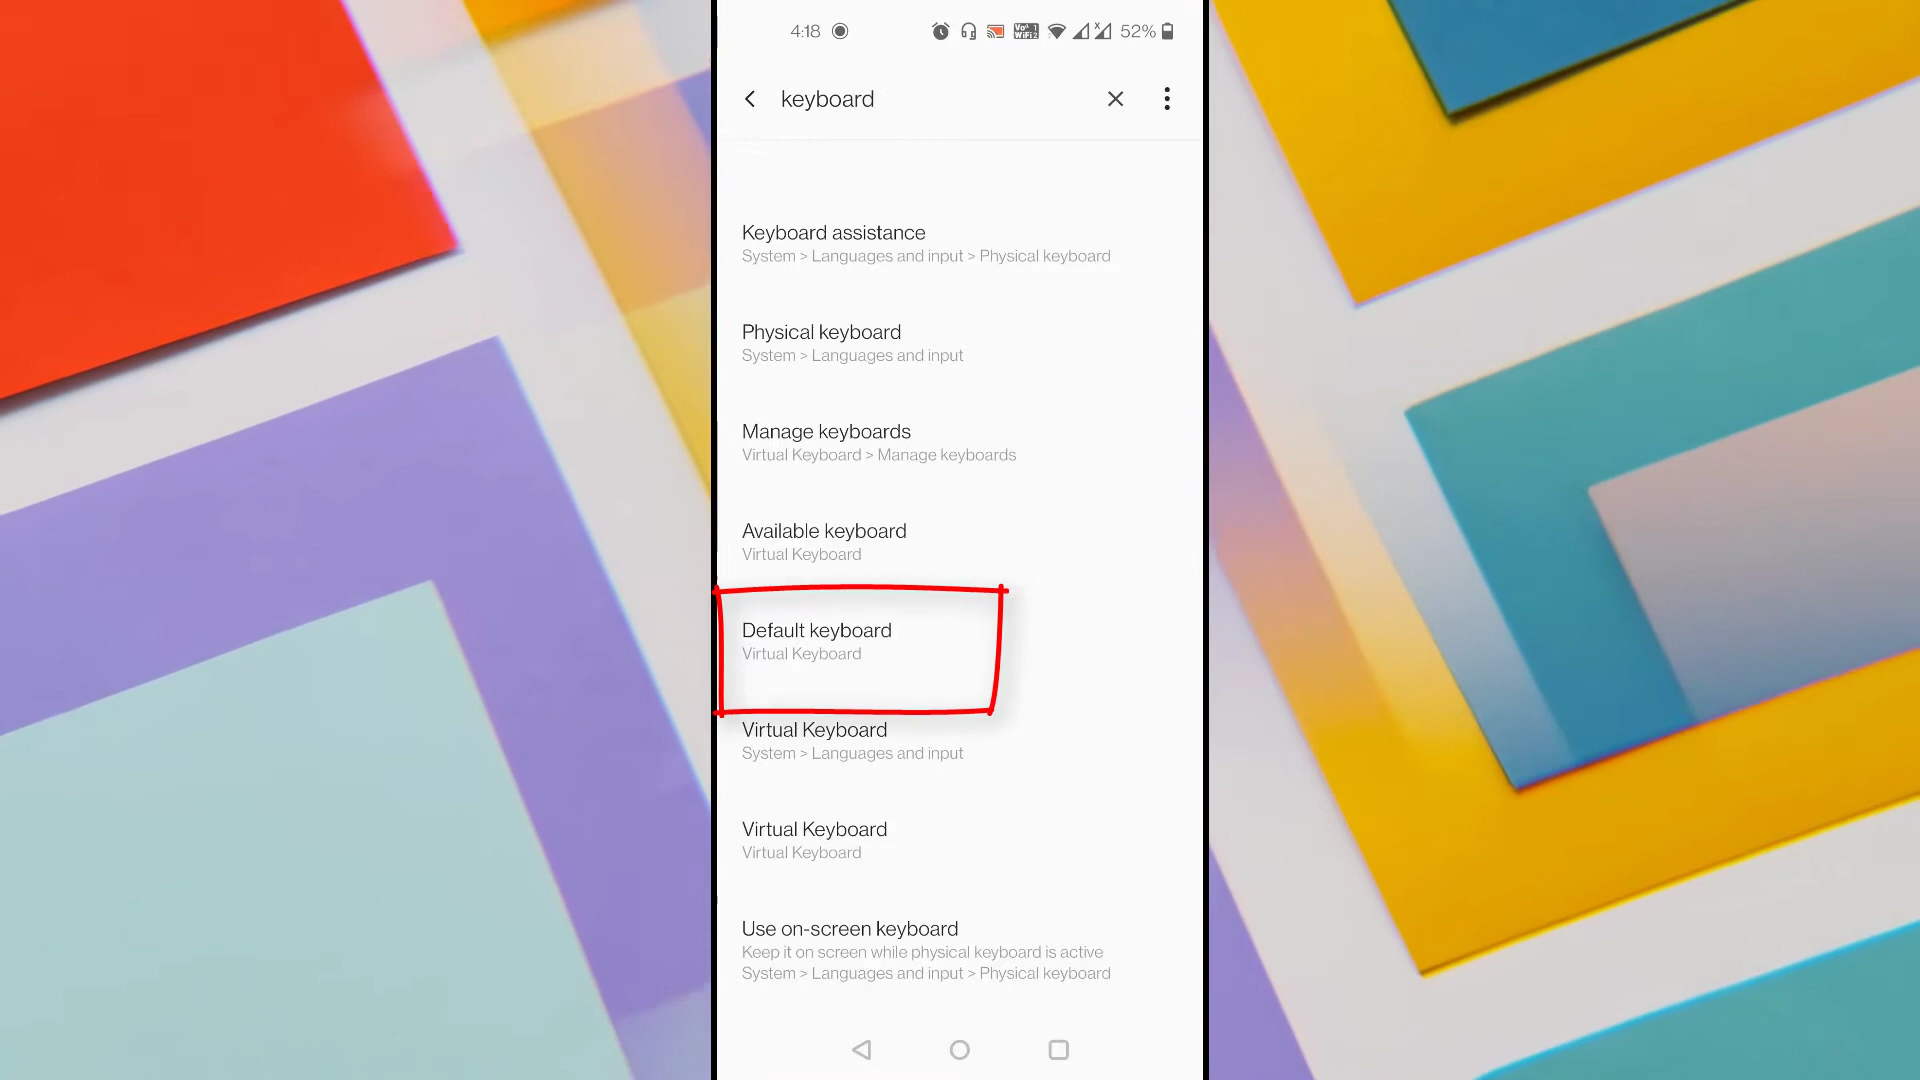 4:18 52%
keyboard
Keyboard assistance
System > Languages and input > Physical keyboard
Physical keyboard
System > Languages and input
Manage keyboards
Virtual Keyboard > Manage keyboards
Available keyboard
Virtual Keyboard
Default keyboard
Virtual Keyboard
Virtual Keyboard
System > Languages and input
Virtual Keyboard
Virtual Keyboard
Use on-screen keyboard
Keep it on screen while physical keyboard is active
System > Languages and input > Physical keyboard